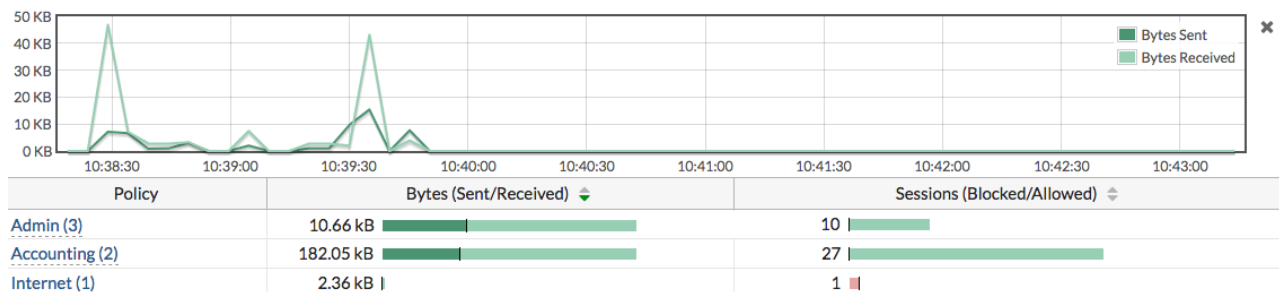 50 KB
40 KB
30 KB
20 KB
10 KB
0 KB
Bytes Sent
Bytes Received
10:38:30 10:39:00 10:39:30 10:40:00 10:40:30 10:41:00 10:41:30 10:42:00 10:42:30 10:43:00
Policy Bytes (Sent/Received) Sessions (Blocked/Allowed)
Admin (3) 10.66 kB 10
Accounting (2) 182.05 kB 27
Internet (1) 2.36 kB 1